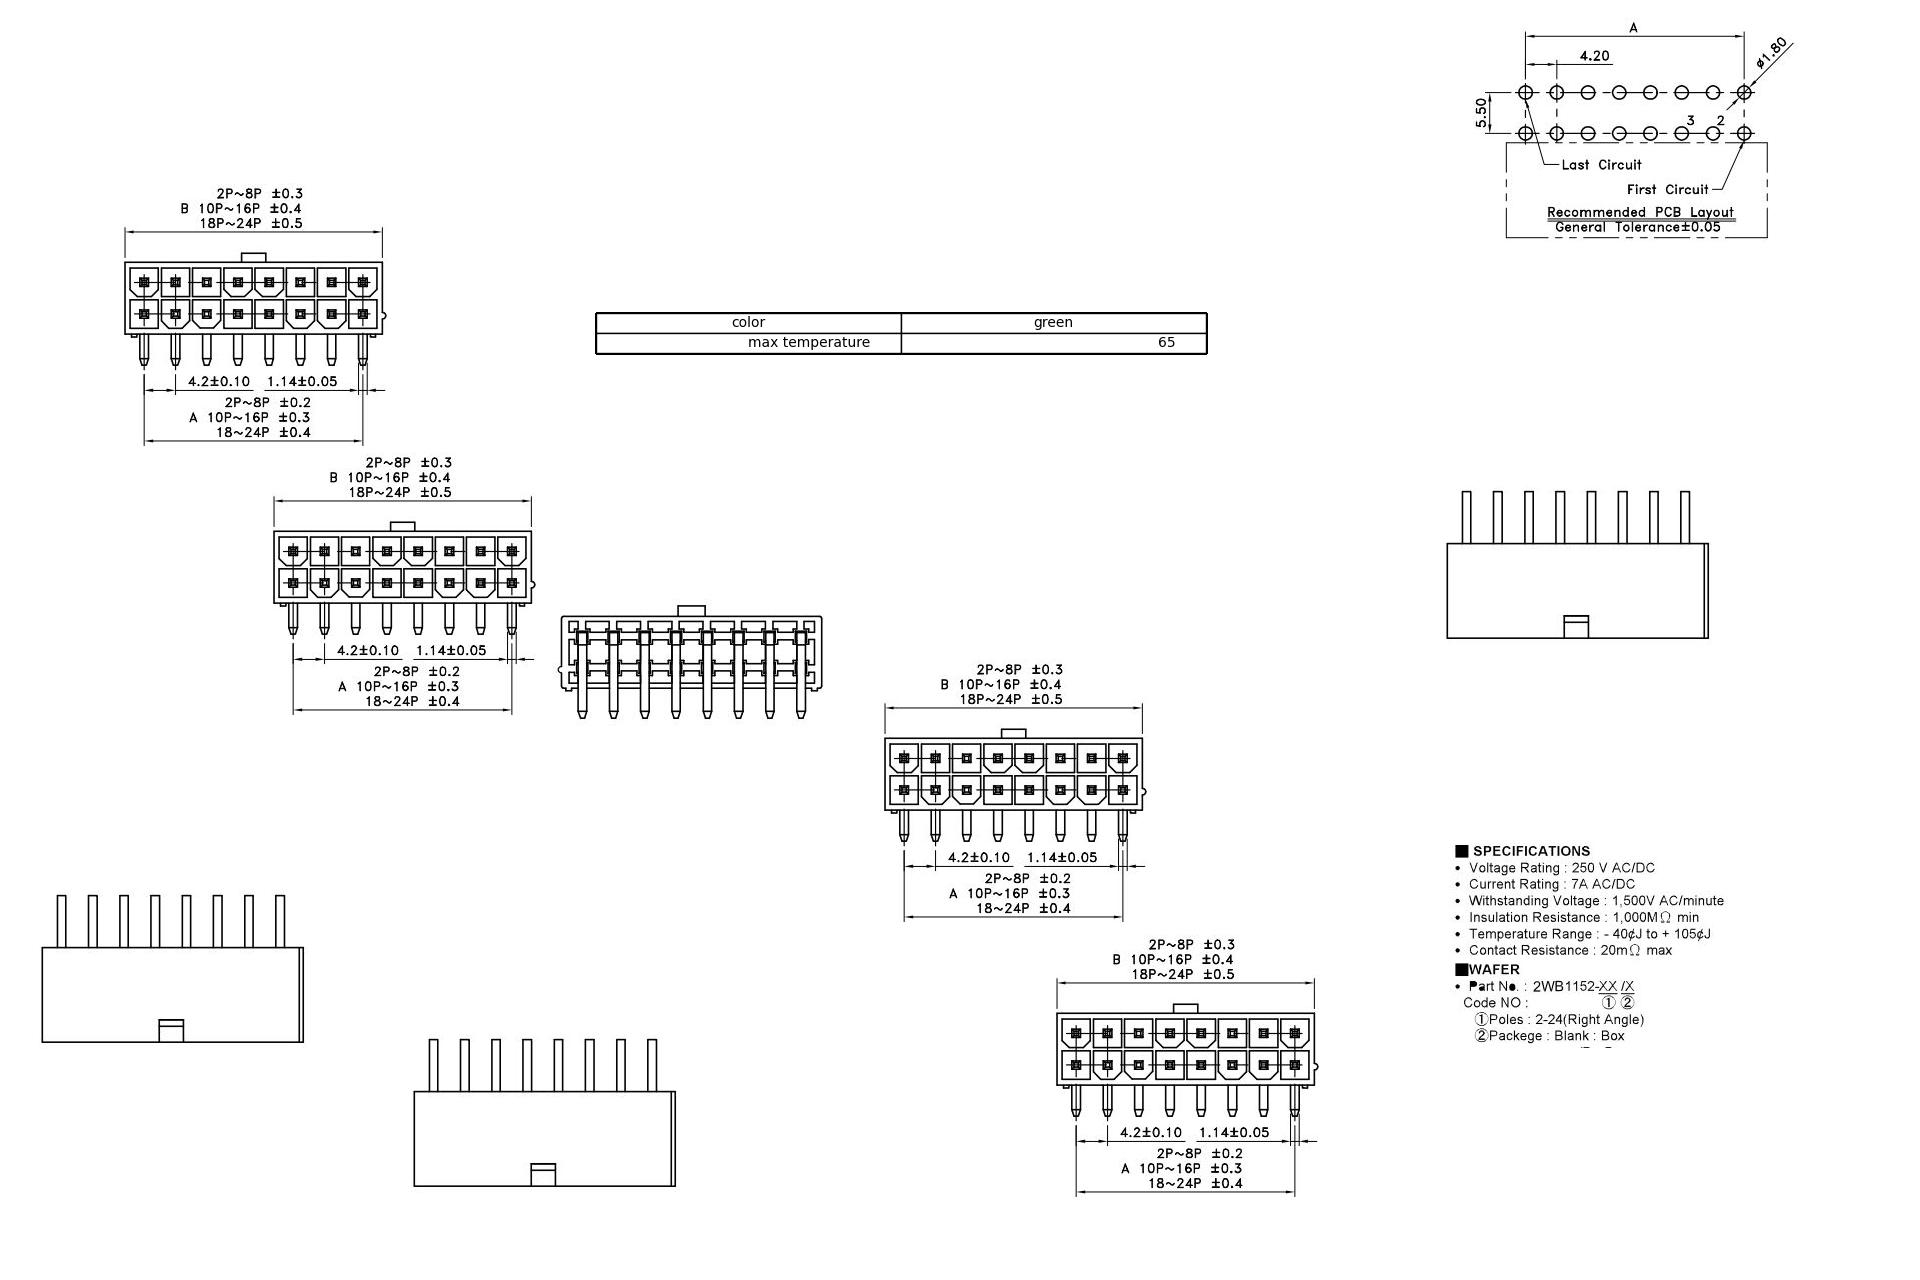 A
4.20
ø1.80
5.50
3 2
Last Circuit
First Circuit
Recommended PCB Layout
General Tolerance±0.05
2P~8P ±0.3
B 10P~16P ±0.4
18P~24P ±0.5
4.2±0.10 1.14±0.05
2P~8P ±0.2
A 10P~16P ±0.3
18~24P ±0.4
color green
max temperature 65
2P~8P ±0.3
B 10P~16P ±0.4
18P~24P ±0.5
4.2±0.10 1.14±0.05
2P~8P ±0.2
A 10P~16P ±0.3
18~24P ±0.4
2P~8P ±0.3
B 10P~16P ±0.4
18P~24P ±0.5
4.2±0.10 1.14±0.05
2P~8P ±0.2
A 10P~16P ±0.3
18~24P ±0.4
2P~8P ±0.3
B 10P~16P ±0.4
18P~24P ±0.5
4.2±0.10 1.14±0.05
2P~8P ±0.2
A 10P~16P ±0.3
18~24P ±0.4
■ SPECIFICATIONS
• Voltage Rating : 250 V AC/DC
• Current Rating : 7A AC/DC
• Withstanding Voltage : 1,500V AC/minute
• Insulation Resistance : 1,000MΩ min
• Temperature Range : - 40¢J to + 105¢J
• Contact Resistance : 20mΩ max
■WAFER
• Part No. : 2WB1152-XX /X
Code NO : ① ②
①Poles : 2-24(Right Angle)
②Packege : Blank : Box